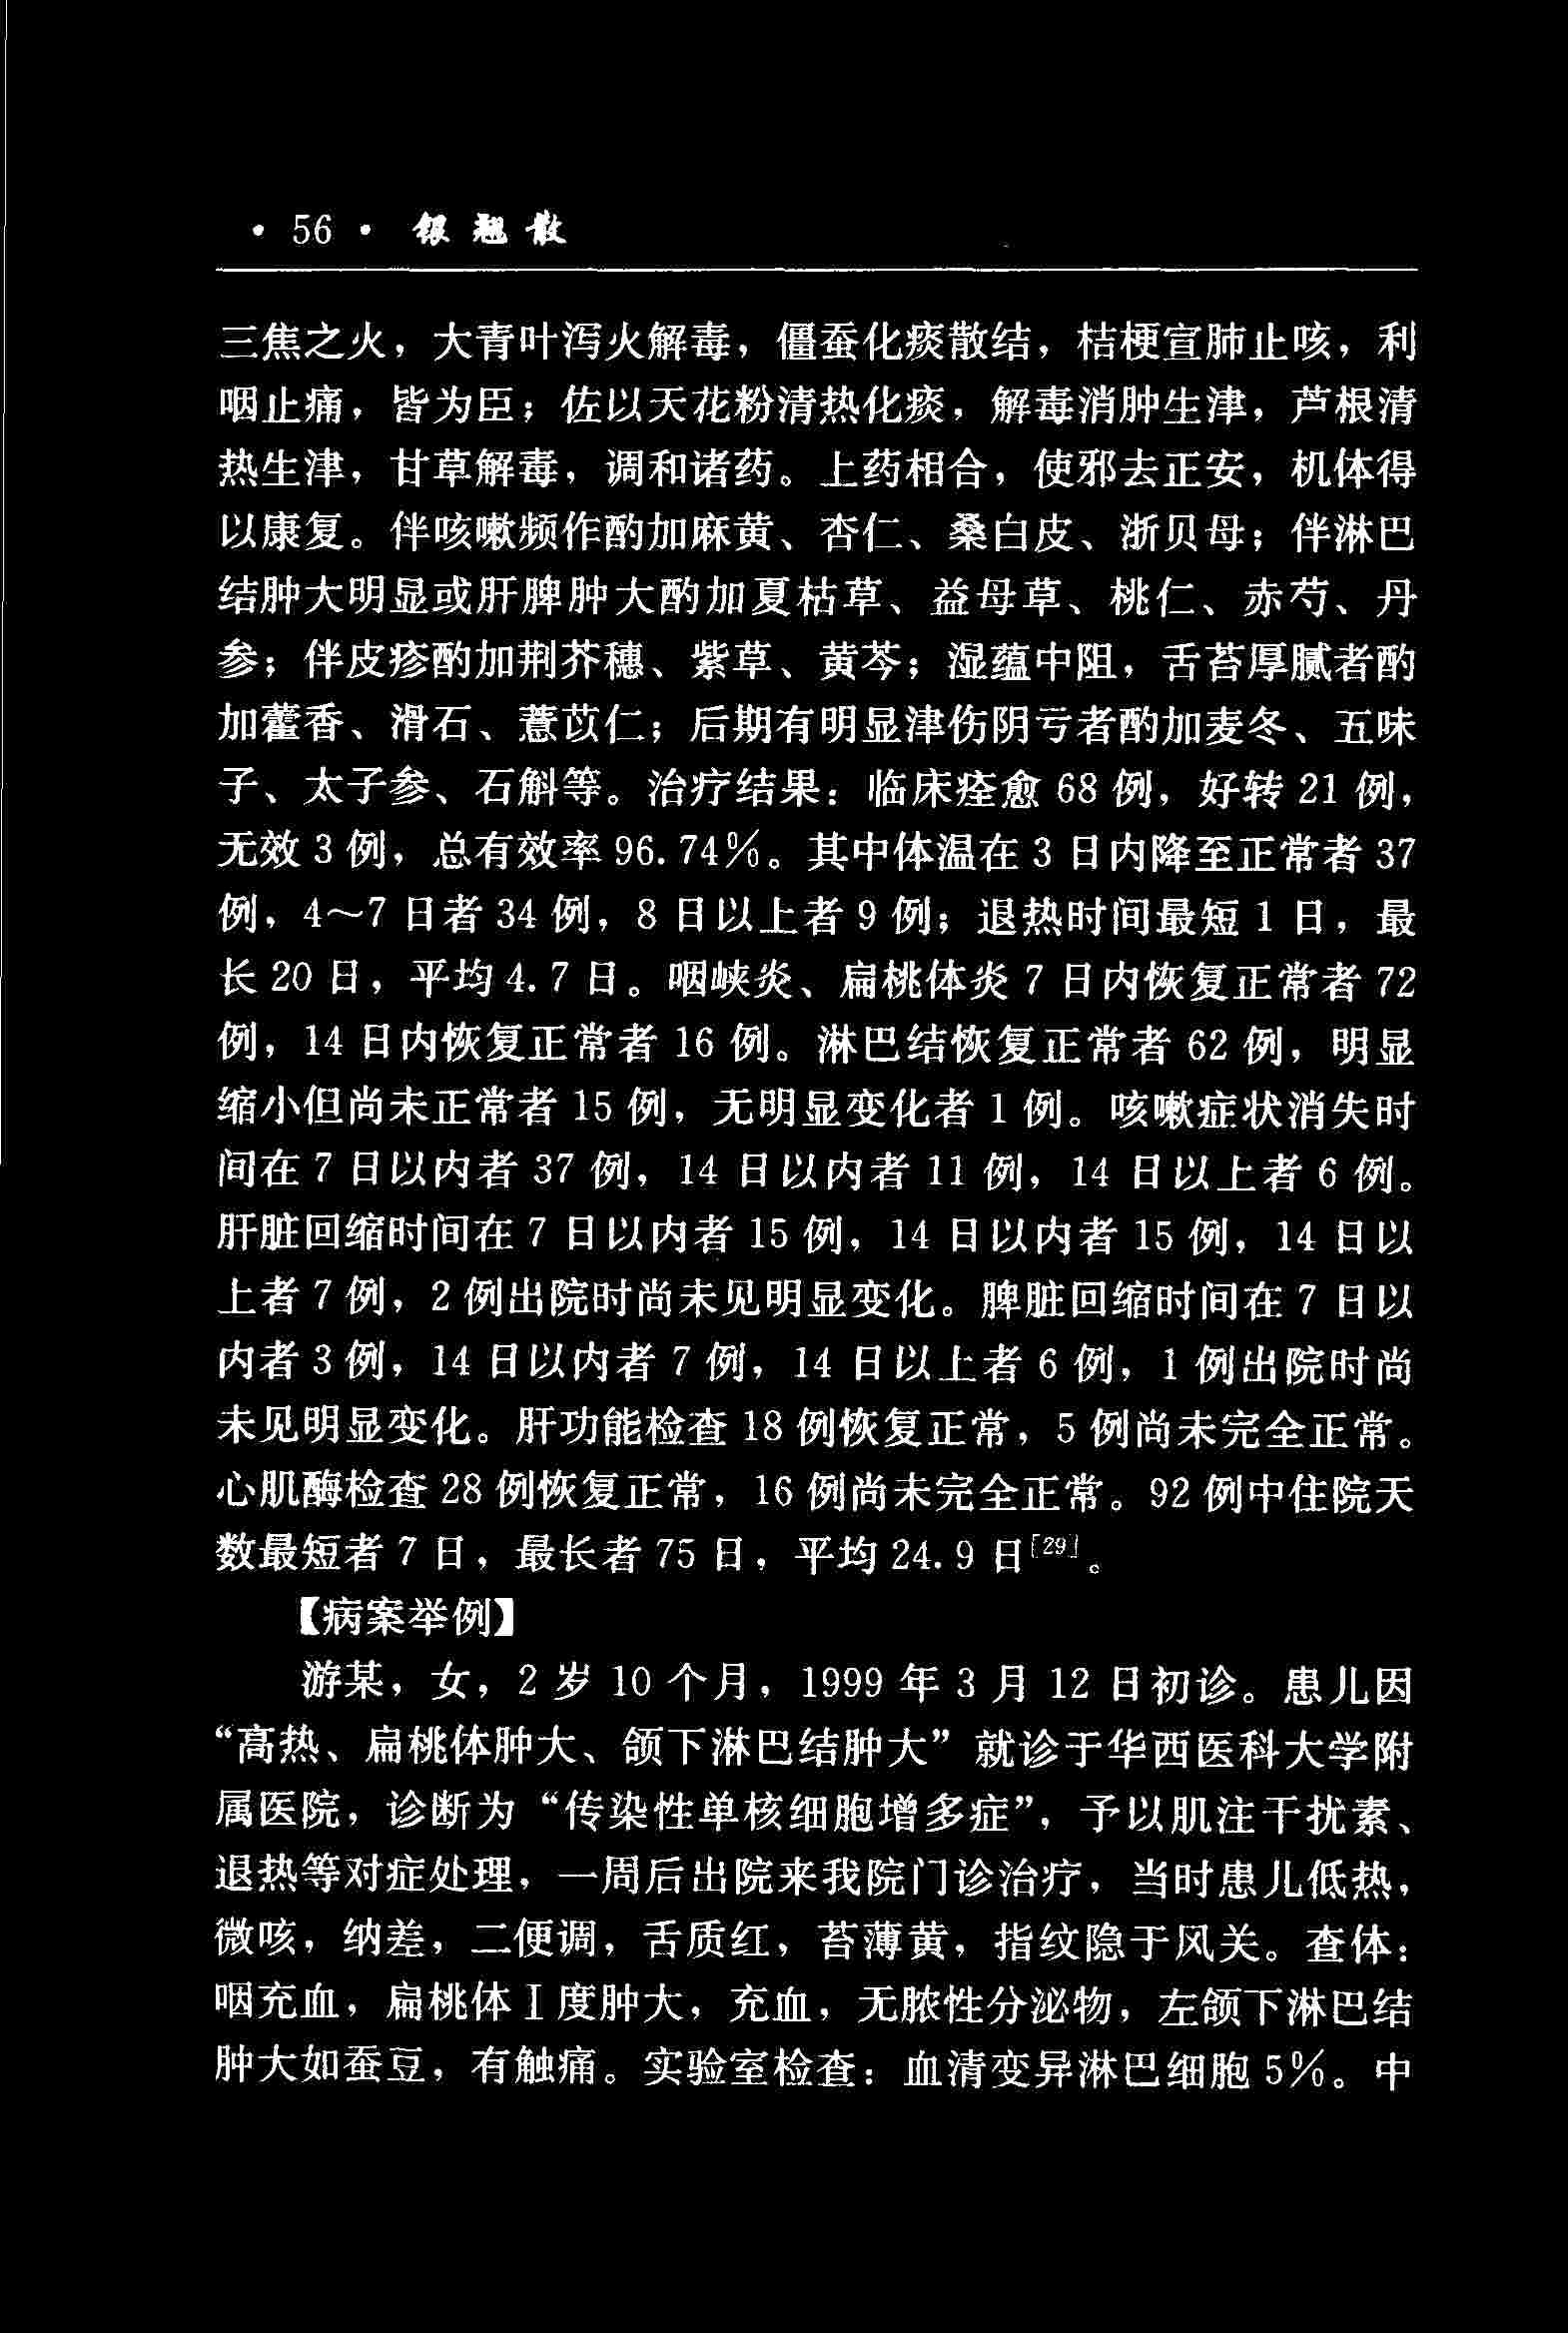 · 56 · 银翘散
三焦之火，大青叶泻火解毒，僵蚕化痰散结，桔梗宣肺止咳，利
咽止痛，皆为臣；佐以天花粉清热化痰，解毒消肿生津，芦根清
热生津，甘草解毒，调和诸药。上药相合，使邪去正安，机体得
以康复。伴咳嗽频作酌加麻黄、杏仁、桑白皮、浙贝母；伴淋巴
结肿大明显或肝脾肿大酌加夏枯草、益母草、桃仁、赤芍、丹
参；伴皮疹酌加荆芥穗、紫草、黄芩；湿蕴中阻，舌苔厚腻者酌
加藿香、滑石、薏苡仁；后期有明显津伤阴亏者酌加麦冬、五味
子、太子参、石斛等。治疗结果：临床痊愈 68 例，好转 21 例，
无效 3 例，总有效率 96.74%。其中体温在 3 日内降至正常者 37
例，4～7 日者 34 例，8 日以上者 9 例；退热时间最短 1 日，最
长 20 日，平均 4.7 日。咽峡炎、扁桃体炎 7 日内恢复正常者 72
例，14 日内恢复正常者 16 例。淋巴结恢复正常者 62 例，明显
缩小但尚未正常者 15 例，无明显变化者 1 例。咳嗽症状消失时
间在 7 日以内者 37 例，14 日以内者 11 例，14 日以上者 6 例。
肝脏回缩时间在 7 日以内者 15 例，14 日以内者 15 例，14 日以
上者 7 例，2 例出院时尚未见明显变化。脾脏回缩时间在 7 日以
内者 3 例，14 日以内者 7 例，14 日以上者 6 例，1 例出院时尚
未见明显变化。肝功能检查 18 例恢复正常，5 例尚未完全正常。
心肌酶检查 28 例恢复正常，16 例尚未完全正常。92 例中住院天
数最短者 7 日，最长者 75 日，平均 24.9 日[29]。
【病案举例】
游某，女，2 岁 10 个月，1999 年 3 月 12 日初诊。患儿因
“高热、扁桃体肿大、颌下淋巴结肿大”就诊于华西医科大学附
属医院，诊断为“传染性单核细胞增多症”，予以肌注干扰素、
退热等对症处理，一周后出院来我院门诊治疗，当时患儿低热，
微咳，纳差，二便调，舌质红，苔薄黄，指纹隐于风关。查体：
咽充血，扁桃体 I 度肿大，充血，无脓性分泌物，左颌下淋巴结
肿大如蚕豆，有触痛。实验室检查：血清变异淋巴细胞 5%。中